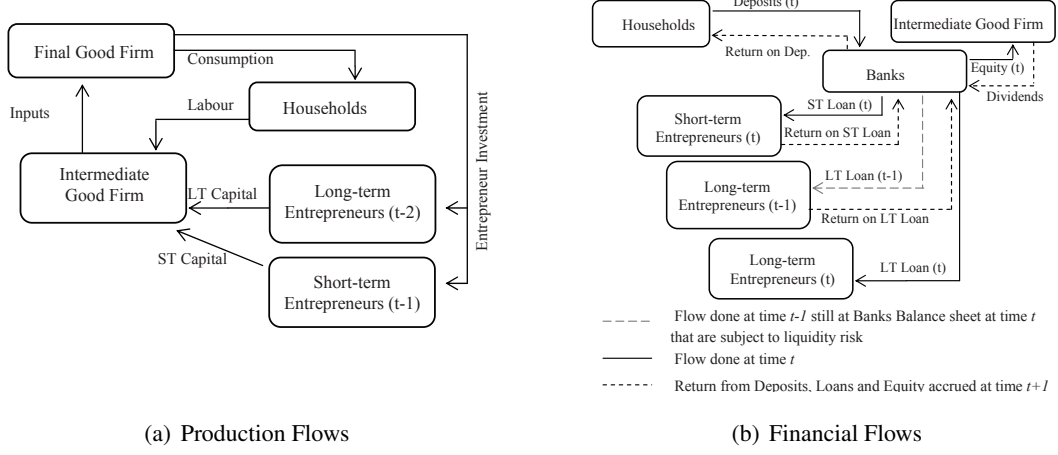 Final Good Firm
Consumption
Labour
Households
Inputs
Entrepreneur Investment
Intermediate
Good Firm
LT Capital
Long-term
Entrepreneurs (t-2)
ST Capital
Short-term
Entrepreneurs (t-1)
(a) Production Flows
Deposits (t)
Households
Intermediate Good Firm
Return on Dep.
Banks
Equity (t)
Dividends
ST Loan (t)
Short-term
Entrepreneurs (t)
Return on ST Loan
LT Loan (t-1)
Long-term
Entrepreneurs (t-1)
Return on LT Loan
Long-term
Entrepreneurs (t)
LT Loan (t)
Flow done at time t-1 still at Banks Balance sheet at time t
that are subject to liquidity risk
Flow done at time t
Return from Deposits, Loans and Equity accrued at time t+1
(b) Financial Flows